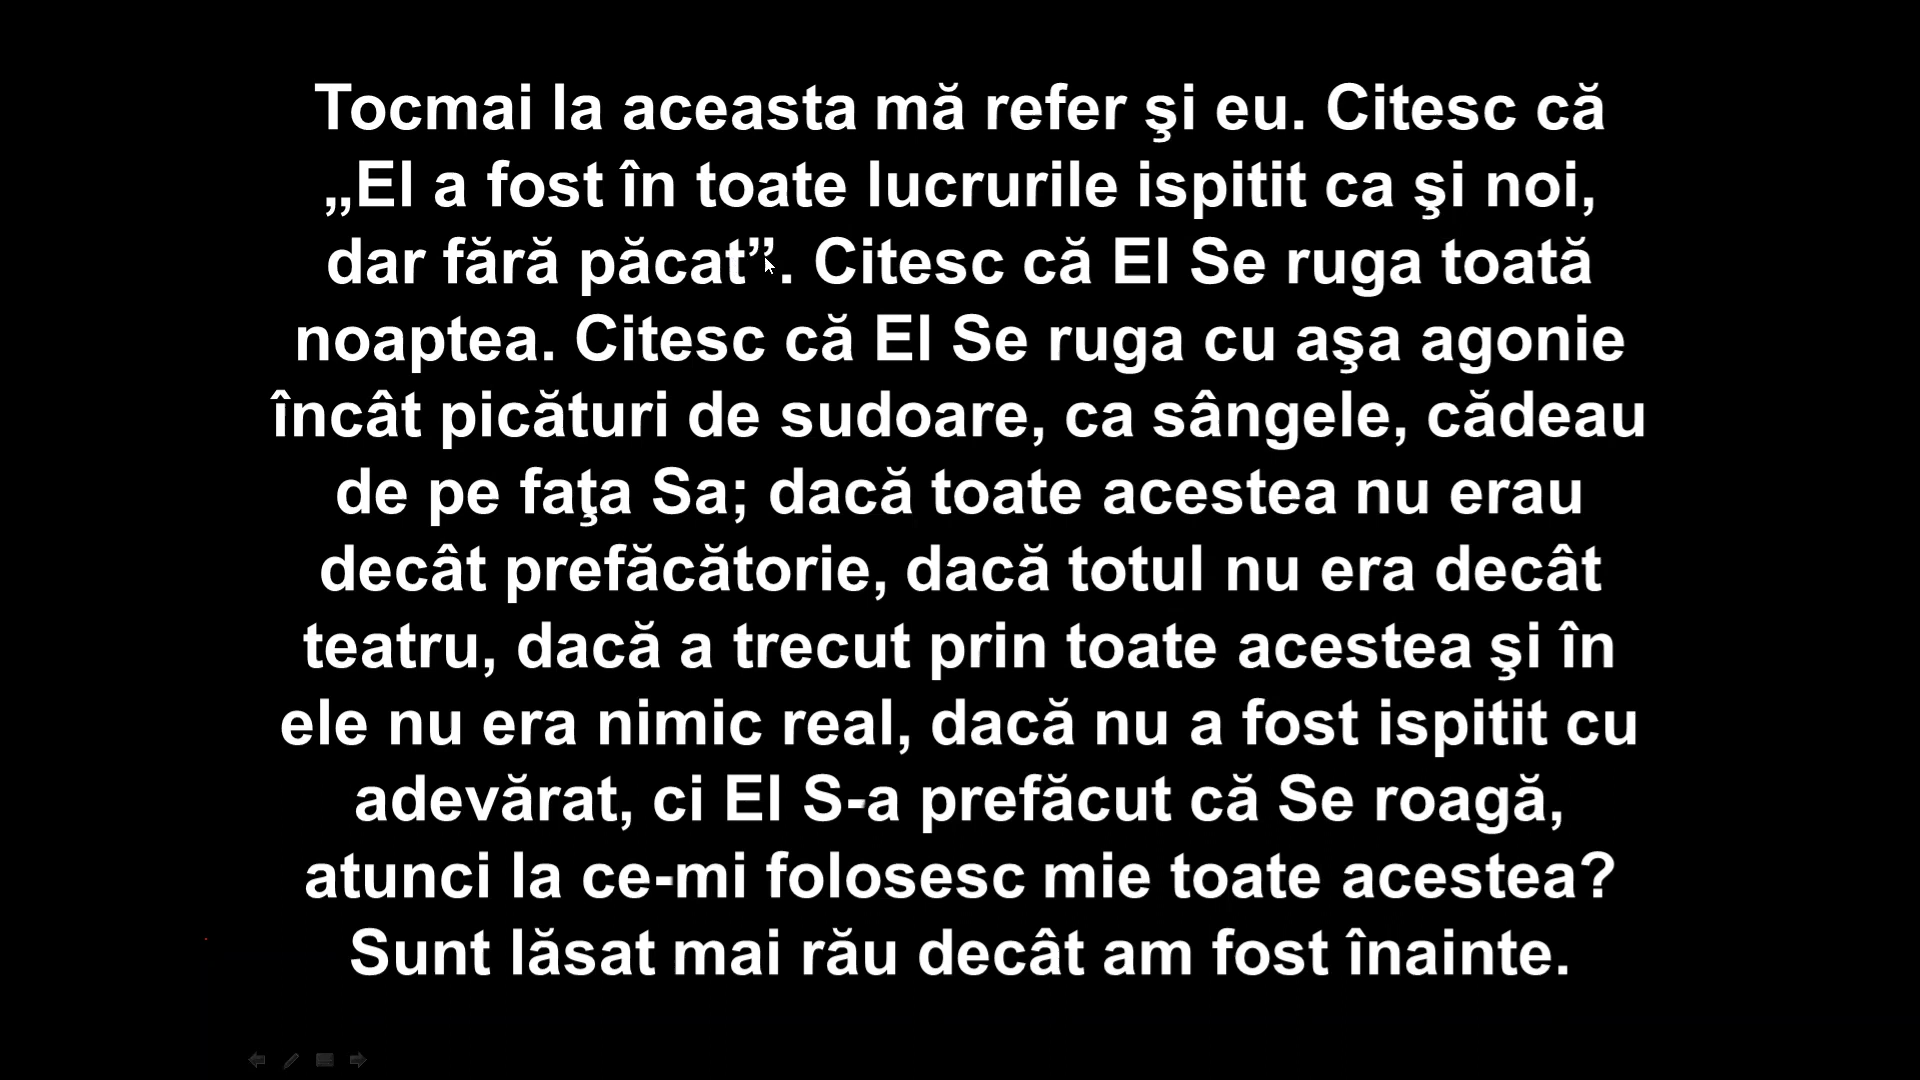 Tocmai la aceasta mă refer şi eu. Citesc că
„El a fost în toate lucrurile ispitit ca şi noi,
dar fără păcat”. Citesc că El Se ruga toată
noaptea. Citesc că El Se ruga cu aşa agonie
încât picături de sudoare, ca sângele, cădeau
de pe faţa Sa; dacă toate acestea nu erau
decât prefăcătorie, dacă totul nu era decât
teatru, dacă a trecut prin toate acestea şi în
ele nu era nimic real, dacă nu a fost ispitit cu
adevărat, ci El S-a prefăcut că Se roagă,
atunci la ce-mi folosesc mie toate acestea?
Sunt lăsat mai rău decât am fost înainte.